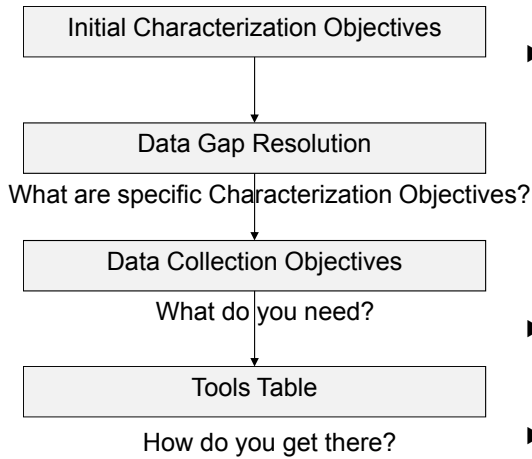 Initial Characterization Objectives
Data Gap Resolution
What are specific Characterization Objectives?
Data Collection Objectives
What do you need?
Tools Table
How do you get there?